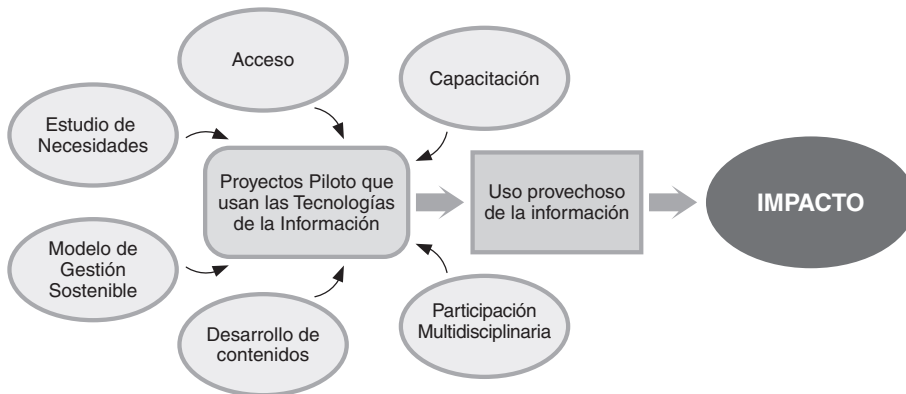 Acceso
Capacitación
Estudio de
Necesidades
Proyectos Piloto que
usan las Tecnologías
de la Información
Uso provechoso
de la información
IMPACTO
Modelo de
Gestión
Sostenible
Desarrollo de
contenidos
Participación
Multidisciplinaria